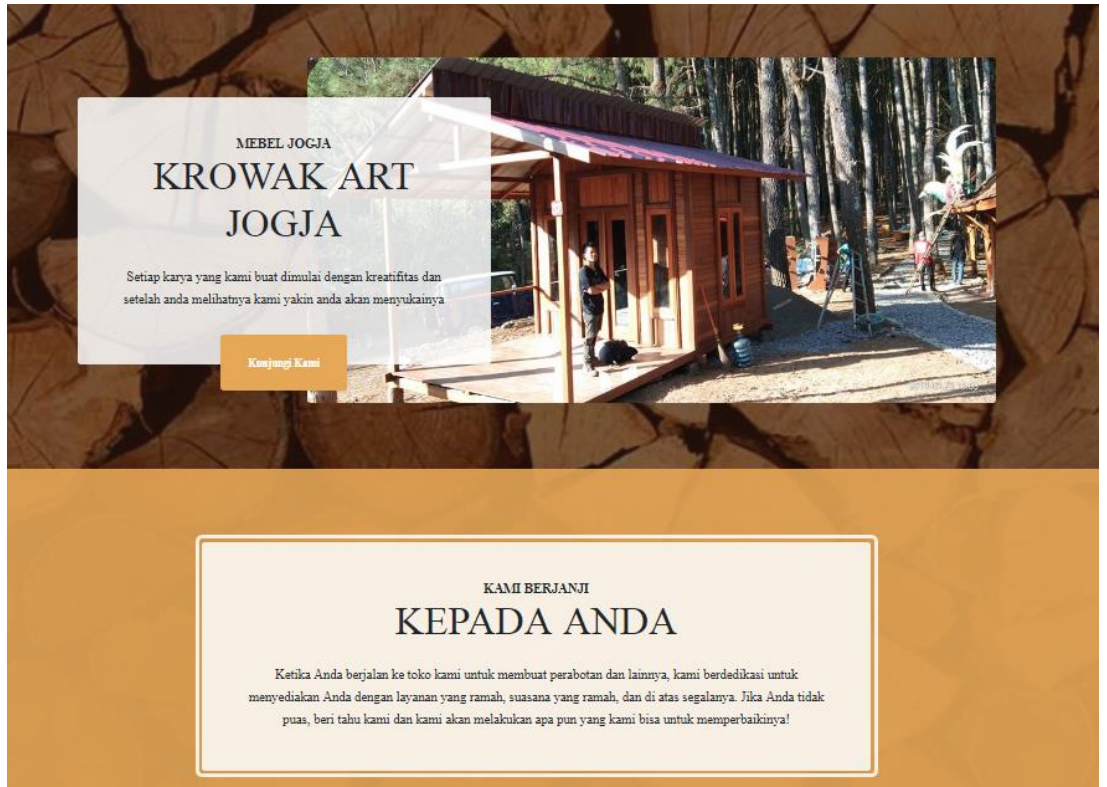 MEBEL JOGJA
KROWAK ART
JOGJA
Setiap karya yang kami buat dimulai dengan kreatifitas dan
setelah anda melihatnya kami yakin anda akan menyukainya
Kunjungi Kami
KAMI BERJANJI
KEPADA ANDA
Ketika Anda berjalan ke toko kami untuk membuat perabotan dan lainnya, kami berdedikasi untuk
menyediakan Anda dengan layanan yang ramah, suasana yang ramah, dan di atas segalanya. Jika Anda tidak
puas, beri tahu kami dan kami akan melakukan apa pun yang kami bisa untuk memperbaikinya!